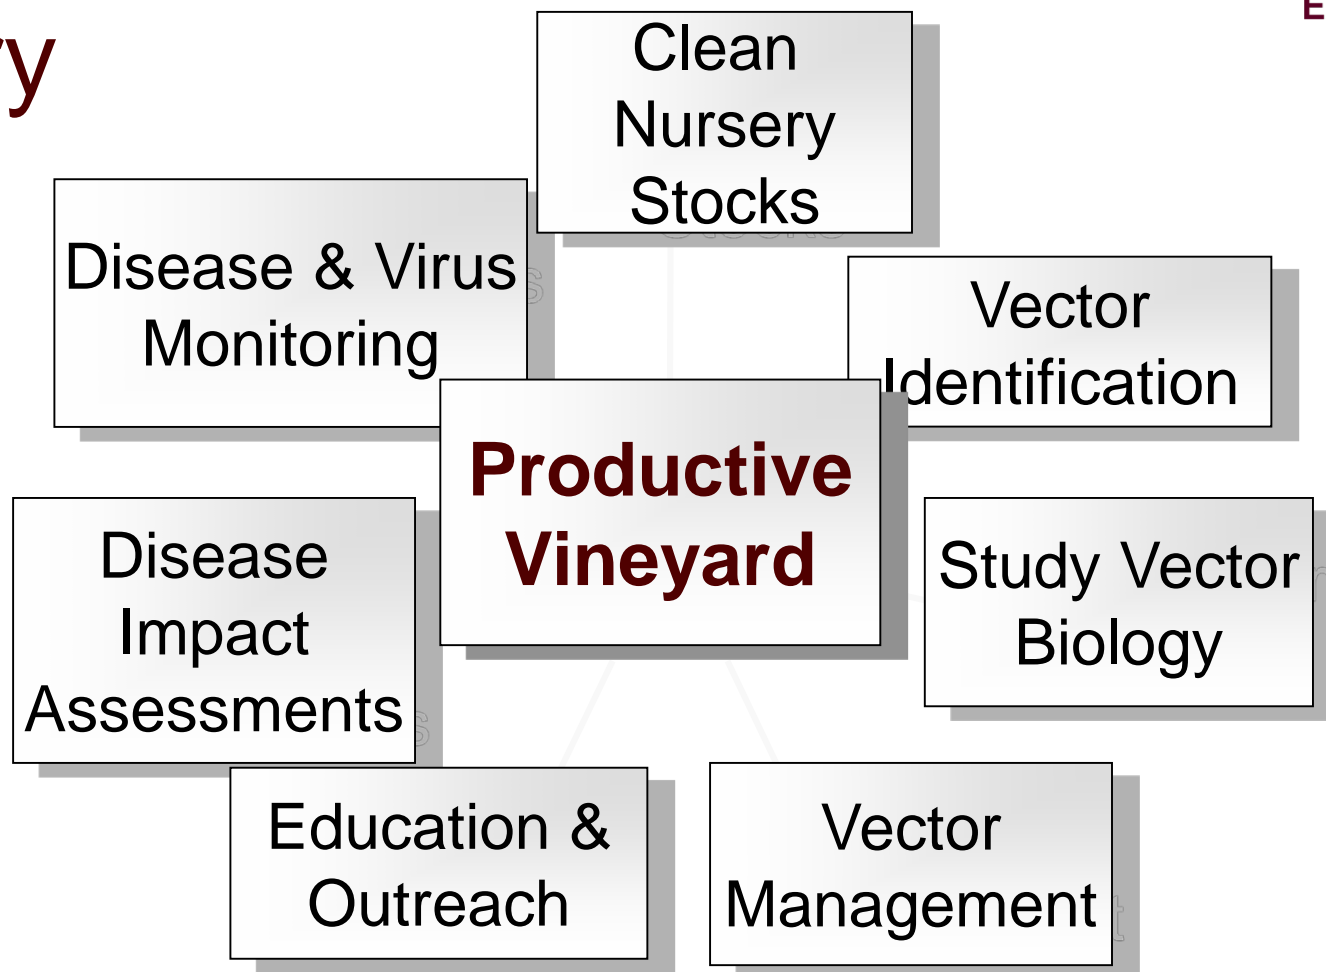 ry
E
Clean
Nursery
Stocks
Disease & Virus
Monitoring
Vector
Identification
Productive
Vineyard
Disease
Impact
Assessments
Study Vector
Biology
Education &
Outreach
Vector
Management